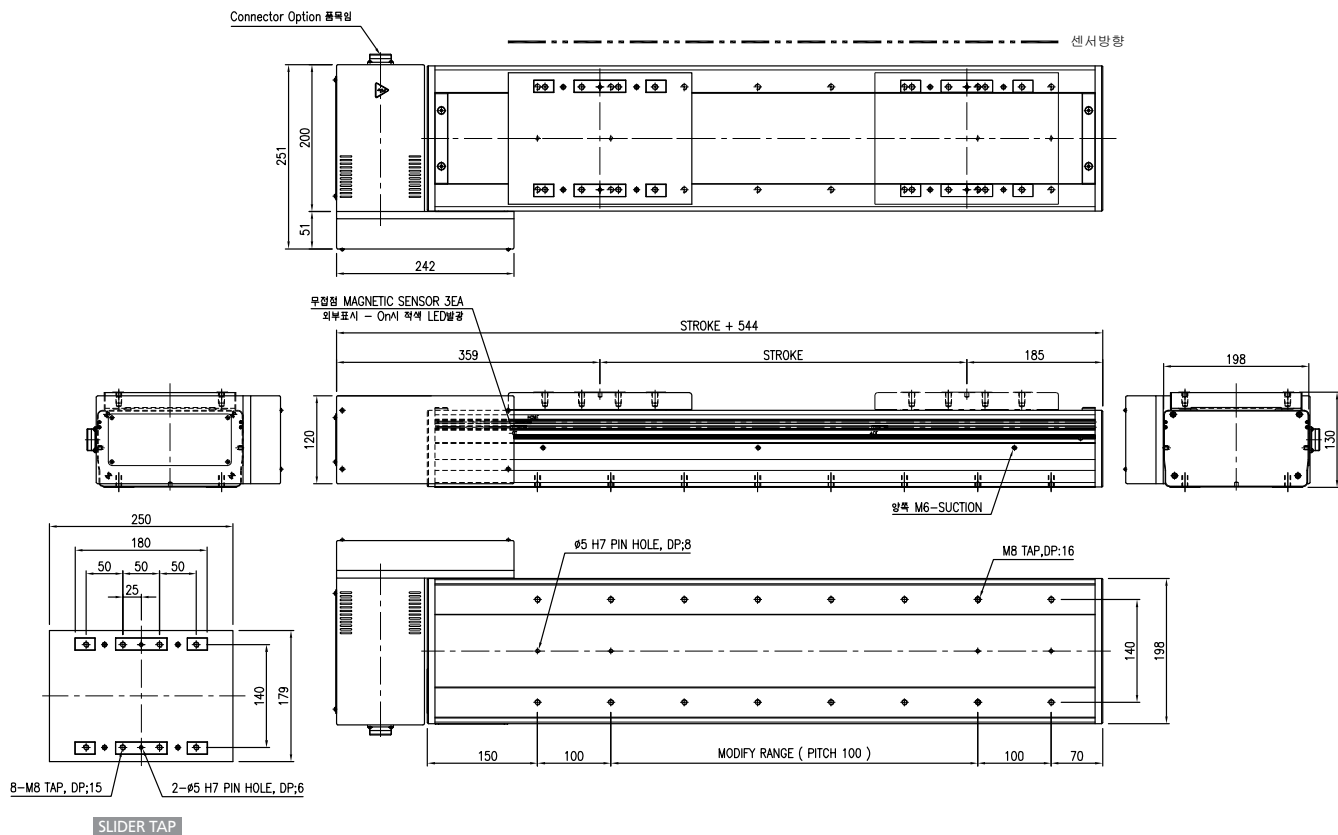 Connector Option 품목임
센서방향
200
251
51
242
무접점 MAGNETIC SENSOR 3EA
외부표시 - On시 적색 LED발광
STROKE + 544
359
STROKE
185
198
120
130
양쪽 M6-SUCTION
250
180
50
50
50
25
140
179
8-M8 TAP, DP;15
2-ø5 H7 PIN HOLE, DP;6
SLIDER TAP
ø5 H7 PIN HOLE, DP;8
M8 TAP,DP:16
140
198
150
100
MODIFY RANGE ( PITCH 100 )
100
70